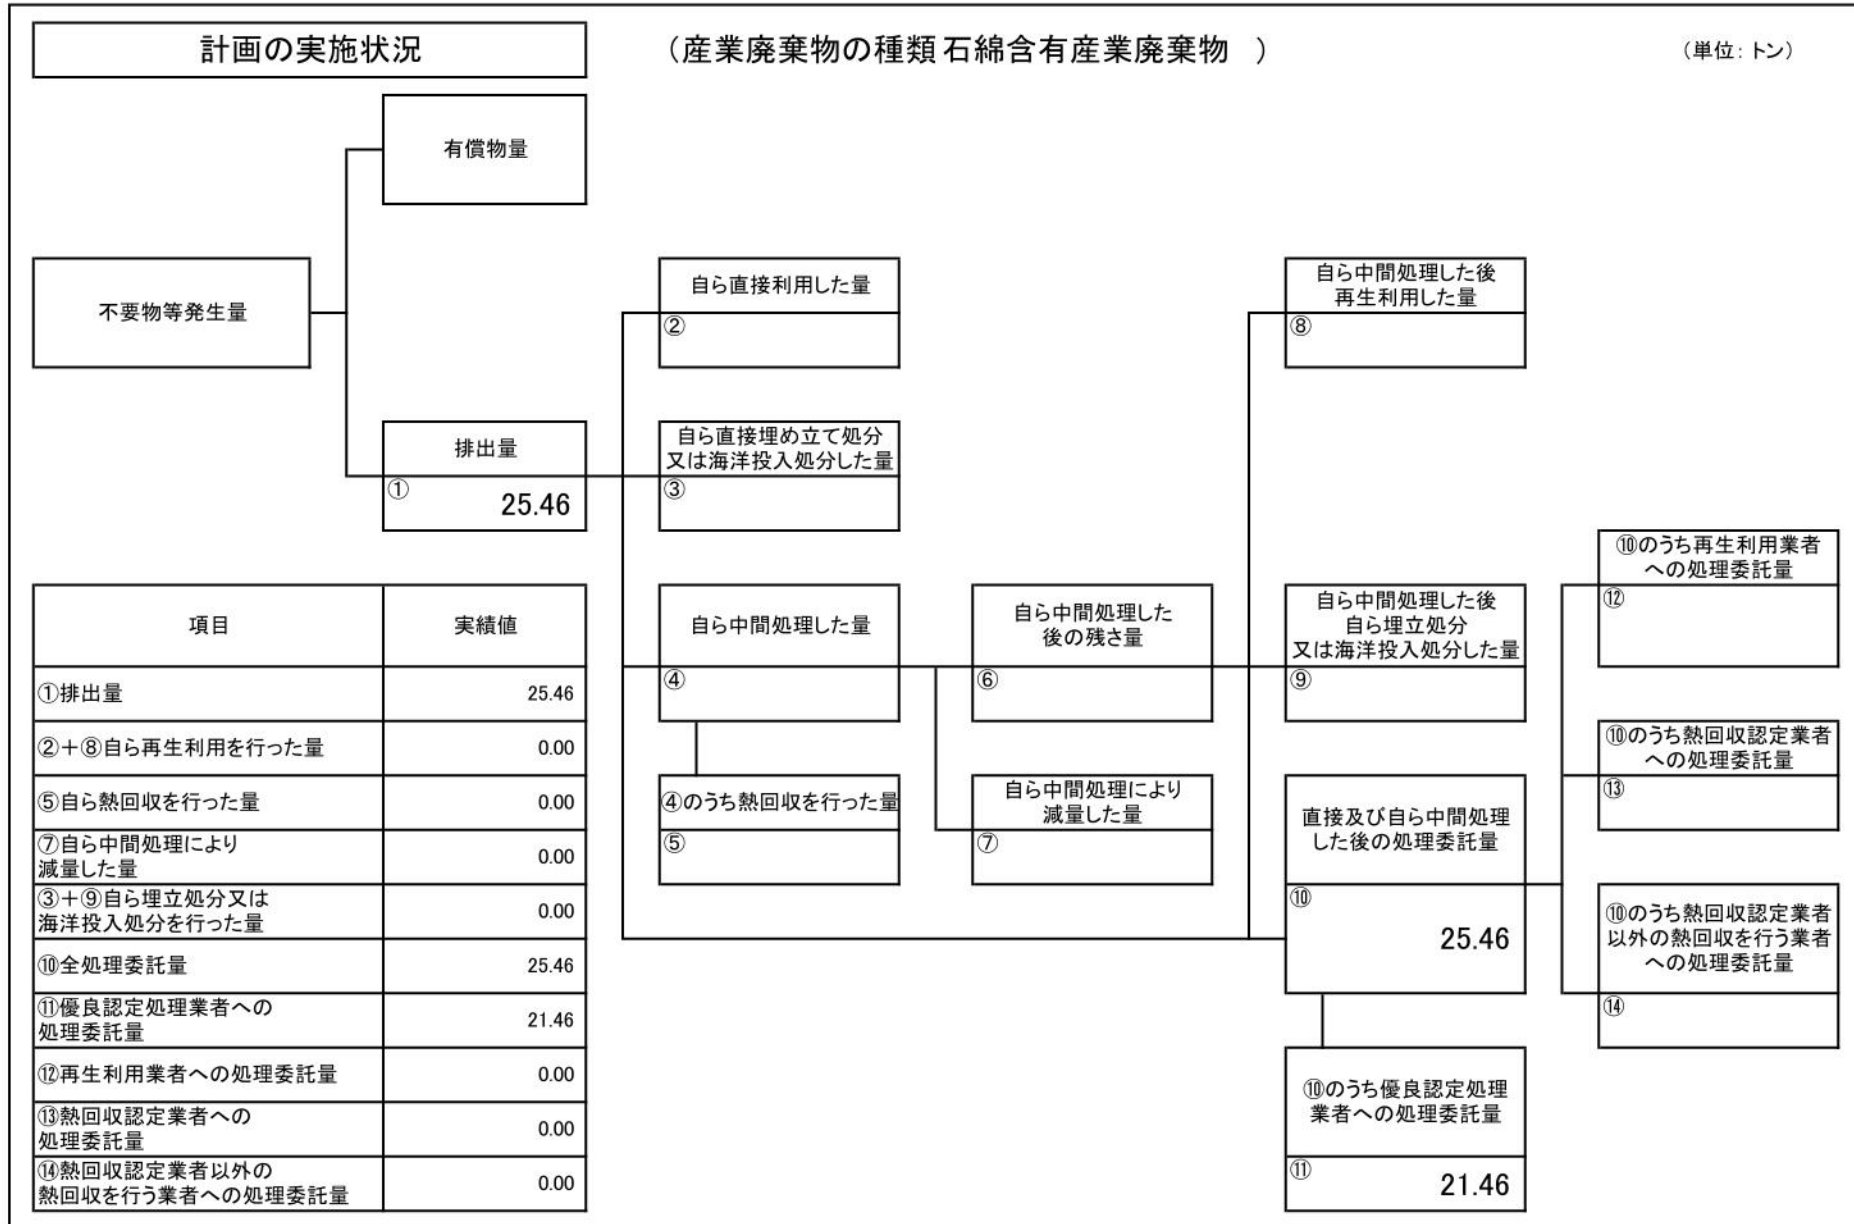 計画の実施状況
（産業廃棄物の種類 石綿含有産業廃棄物　）
（単位：トン）
有償物量
不要物等発生量
自ら直接利用した量
②
自ら中間処理した後
再生利用した量
⑧
排出量
① 25.46
自ら直接埋め立て処分
又は海洋投入処分した量
③
⑩のうち再生利用業者
への処理委託量
⑫
自ら中間処理した量
④
自ら中間処理した
後の残さ量
⑥
自ら中間処理した後
自ら埋立処分
又は海洋投入処分した量
⑨
⑩のうち熱回収認定業者
への処理委託量
⑬
④のうち熱回収を行った量
⑤
自ら中間処理により
減量した量
⑦
直接及び自ら中間処理
した後の処理委託量
⑩
25.46
⑩のうち熱回収認定業者
以外の熱回収を行う業者
への処理委託量
⑭
⑩のうち優良認定処理
業者への処理委託量
⑪
21.46
項目 実績値
①排出量 25.46
②＋⑧自ら再生利用を行った量 0.00
⑤自ら熱回収を行った量 0.00
⑦自ら中間処理により
減量した量 0.00
③＋⑨自ら埋立処分又は
海洋投入処分を行った量 0.00
⑩全処理委託量 25.46
⑪優良認定処理業者への
処理委託量 21.46
⑫再生利用業者への処理委託量 0.00
⑬熱回収認定業者への
処理委託量 0.00
⑭熱回収認定業者以外の
熱回収を行う業者への処理委託量 0.00